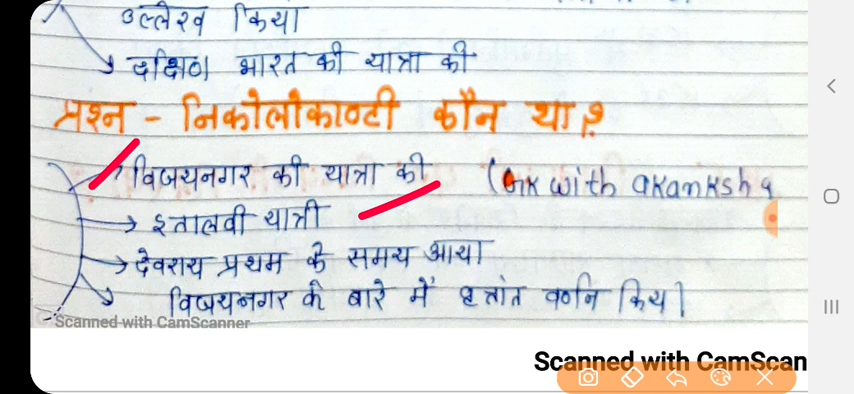 उल्लेख किया
दक्षिण भारत की यात्रा की
प्रश्न - निकोलीकाण्टी कौन था?
विजयनगर की यात्रा की (GK with akanksha
इतालवी यात्री
देवराय प्रथम के समय आया
विजयनगर के बारे में वृत्तांत वर्णन किया
Scanned with CamScanner
Scanned with CamScan